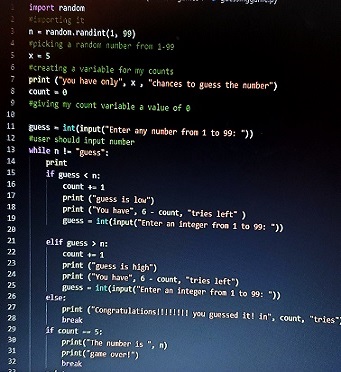 import random
#importing it
n = random.randint(1, 99)
#picking a random number from 1-99
x = 5
#creating a variable for my counts
print ("you have only", x , "chances to guess the number")
count = 0
#giving my count variable a value of 0
guess = int(input("Enter any number from 1 to 99: "))
#user should input number
while n != "guess":
print
if guess < n:
count += 1
print ("guess is low")
print ("You have", 6 - count, "tries left" )
guess = int(input("Enter an integer from 1 to 99: "))
elif guess > n:
count += 1
print ("guess is high")
print ("You have", 6 - count, "tries left")
guess = int(input("Enter an integer from 1 to 99: "))
else:
print ("Congratulations!!!!!!!! you guessed it! in", count, "tries"
break
if count == 5:
print("The number is ", n)
print("game over!")
break